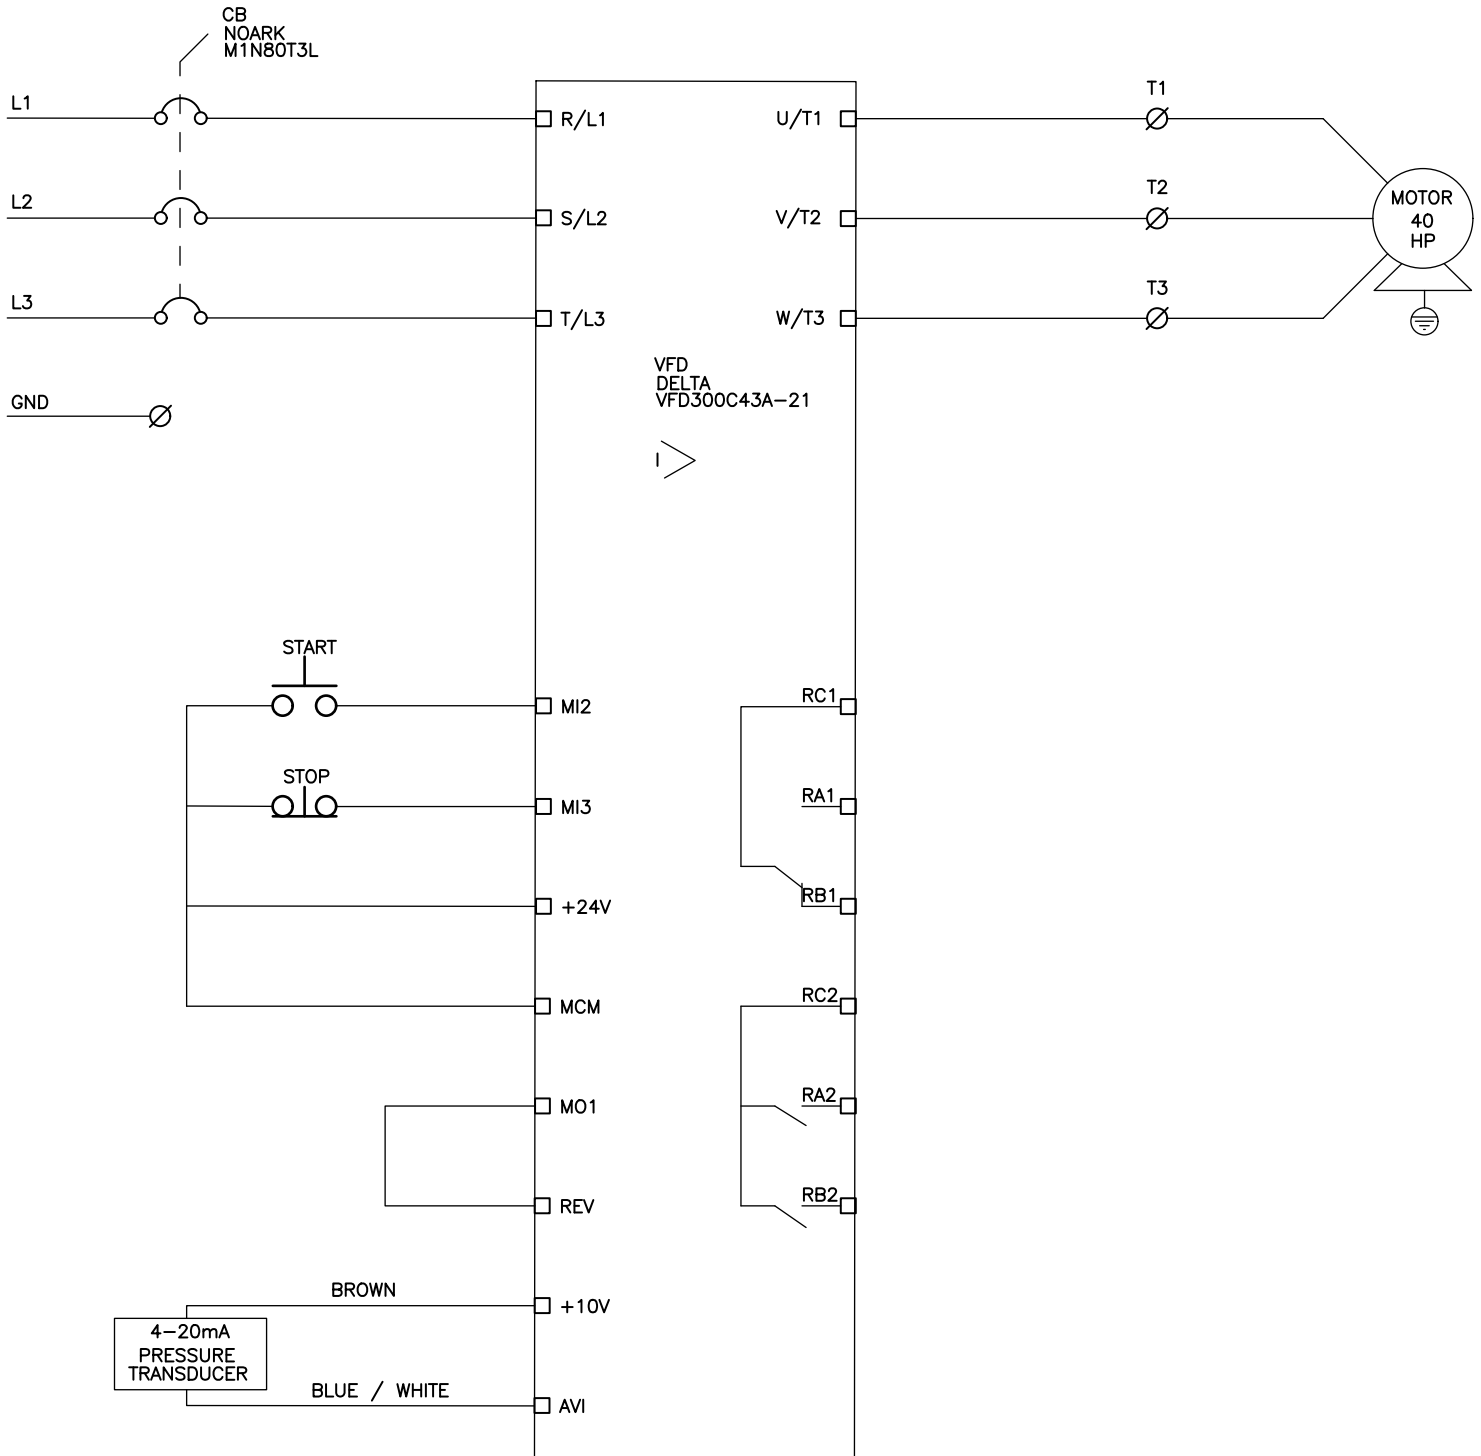 CB
NOARK
M1N80T3L
L1
R/L1
U/T1
T1
L2
S/L2
V/T2
T2
MOTOR
40
HP
L3
T/L3
W/T3
T3
VFD
DELTA
VFD300C43A-21
GND
I
START
MI2
RC1
STOP
MI3
RA1
+24V
RB1
MCM
RC2
MO1
RA2
REV
RB2
BROWN
+10V
4-20mA
PRESSURE
TRANSDUCER
BLUE / WHITE
AVI